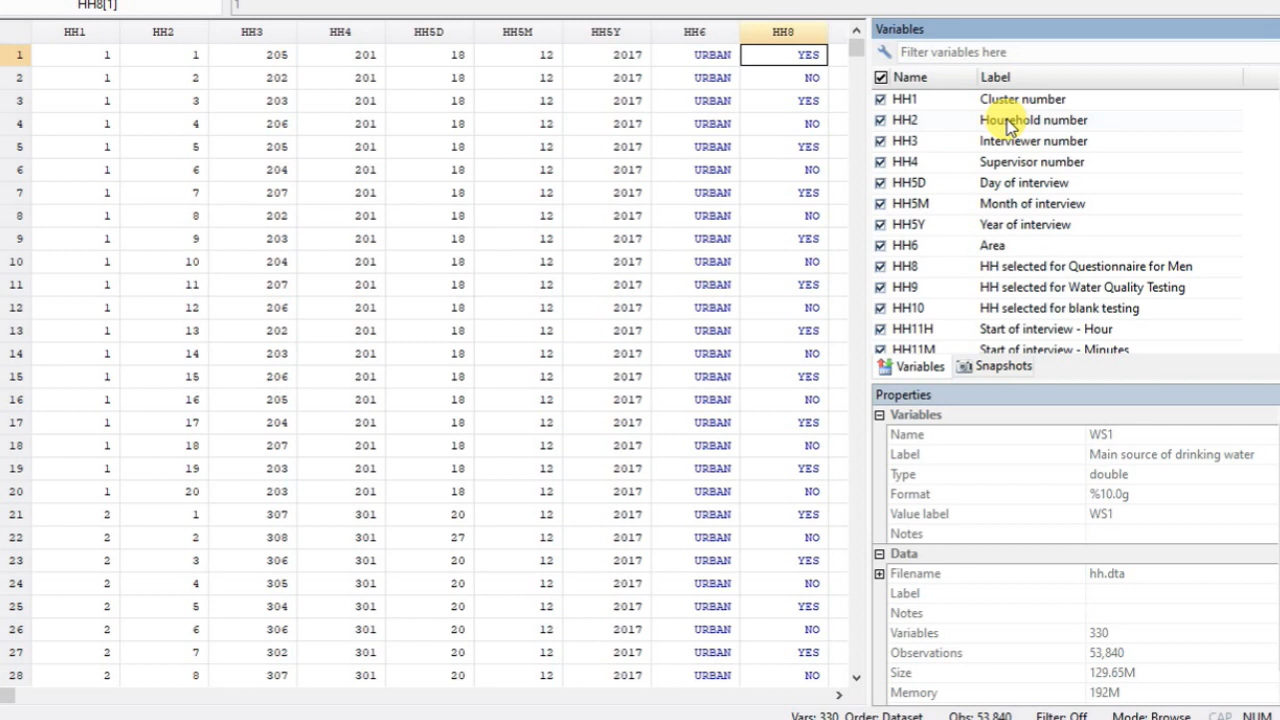 HH8[1] 1
HH1 HH2 HH3 HH4 HH5D HH5M HH5Y HH6 HH8
1 1 1 205 201 18 12 2017 URBAN YES
2 1 2 202 201 18 12 2017 URBAN NO
3 1 3 203 201 18 12 2017 URBAN YES
4 1 4 206 201 18 12 2017 URBAN NO
5 1 5 205 201 18 12 2017 URBAN YES
6 1 6 204 201 18 12 2017 URBAN NO
7 1 7 207 201 18 12 2017 URBAN YES
8 1 8 202 201 18 12 2017 URBAN NO
9 1 9 203 201 18 12 2017 URBAN YES
10 1 10 204 201 18 12 2017 URBAN NO
11 1 11 207 201 18 12 2017 URBAN YES
12 1 12 206 201 18 12 2017 URBAN NO
13 1 13 202 201 18 12 2017 URBAN YES
14 1 14 203 201 18 12 2017 URBAN NO
15 1 15 206 201 18 12 2017 URBAN YES
16 1 16 205 201 18 12 2017 URBAN NO
17 1 17 204 201 18 12 2017 URBAN YES
18 1 18 207 201 18 12 2017 URBAN NO
19 1 19 203 201 18 12 2017 URBAN YES
20 1 20 203 201 18 12 2017 URBAN NO
21 2 1 307 301 20 12 2017 URBAN YES
22 2 2 308 301 27 12 2017 URBAN NO
23 2 3 306 301 20 12 2017 URBAN YES
24 2 4 305 301 20 12 2017 URBAN NO
25 2 5 304 301 20 12 2017 URBAN YES
26 2 6 306 301 20 12 2017 URBAN NO
27 2 7 302 301 20 12 2017 URBAN YES
28 2 8 307 301 20 12 2017 URBAN NO
Variables
Filter variables here
Name Label
HH1 Cluster number
HH2 Household number
HH3 Interviewer number
HH4 Supervisor number
HH5D Day of interview
HH5M Month of interview
HH5Y Year of interview
HH6 Area
HH8 HH selected for Questionnaire for Men
HH9 HH selected for Water Quality Testing
HH10 HH selected for blank testing
HH11H Start of interview - Hour
HH11M Start of interview - Minutes
Variables Snapshots
Properties
Variables
Name WS1
Label Main source of drinking water
Type double
Format %10.0g
Value label WS1
Notes
Data
Filename hh.dta
Label
Notes
Variables 330
Observations 53,840
Size 129.65M
Memory 192M
Vars: 330 Order: Dataset Obs: 53,840 Filter: Off Mode: Browse CAP NUM